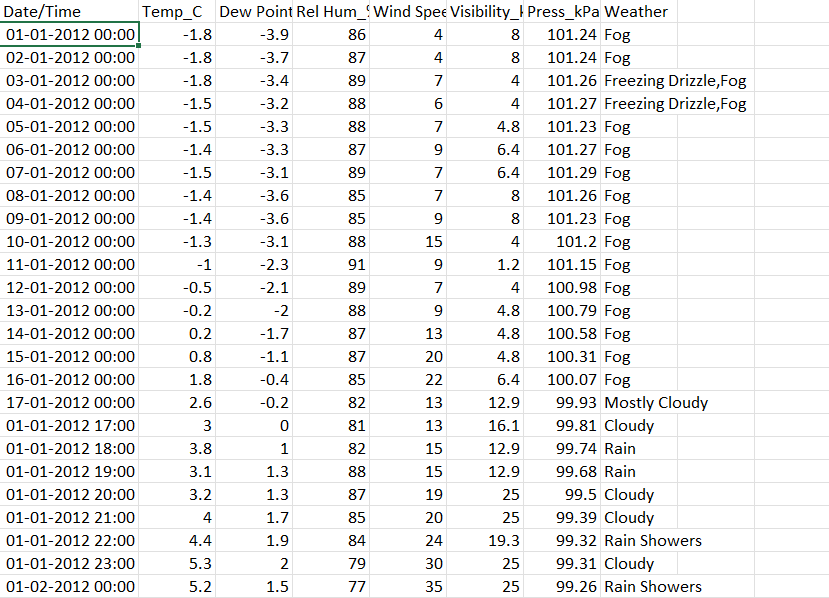 Date/Time Temp_C Dew Point Rel Hum_% Wind Spee Visibility_k Press_kPa Weather
01-01-2012 00:00 -1.8 -3.9 86 4 8 101.24 Fog
02-01-2012 00:00 -1.8 -3.7 87 4 8 101.24 Fog
03-01-2012 00:00 -1.8 -3.4 89 7 4 101.26 Freezing Drizzle,Fog
04-01-2012 00:00 -1.5 -3.2 88 6 4 101.27 Freezing Drizzle,Fog
05-01-2012 00:00 -1.5 -3.3 88 7 4.8 101.23 Fog
06-01-2012 00:00 -1.4 -3.3 87 9 6.4 101.27 Fog
07-01-2012 00:00 -1.5 -3.1 89 7 6.4 101.29 Fog
08-01-2012 00:00 -1.4 -3.6 85 7 8 101.26 Fog
09-01-2012 00:00 -1.4 -3.6 85 9 8 101.23 Fog
10-01-2012 00:00 -1.3 -3.1 88 15 4 101.2 Fog
11-01-2012 00:00 -1 -2.3 91 9 1.2 101.15 Fog
12-01-2012 00:00 -0.5 -2.1 89 7 4 100.98 Fog
13-01-2012 00:00 -0.2 -2 88 9 4.8 100.79 Fog
14-01-2012 00:00 0.2 -1.7 87 13 4.8 100.58 Fog
15-01-2012 00:00 0.8 -1.1 87 20 4.8 100.31 Fog
16-01-2012 00:00 1.8 -0.4 85 22 6.4 100.07 Fog
17-01-2012 00:00 2.6 -0.2 82 13 12.9 99.93 Mostly Cloudy
01-01-2012 17:00 3 0 81 13 16.1 99.81 Cloudy
01-01-2012 18:00 3.8 1 82 15 12.9 99.74 Rain
01-01-2012 19:00 3.1 1.3 88 15 12.9 99.68 Rain
01-01-2012 20:00 3.2 1.3 87 19 25 99.5 Cloudy
01-01-2012 21:00 4 1.7 85 20 25 99.39 Cloudy
01-01-2012 22:00 4.4 1.9 84 24 19.3 99.32 Rain Showers
01-01-2012 23:00 5.3 2 79 30 25 99.31 Cloudy
01-02-2012 00:00 5.2 1.5 77 35 25 99.26 Rain Showers